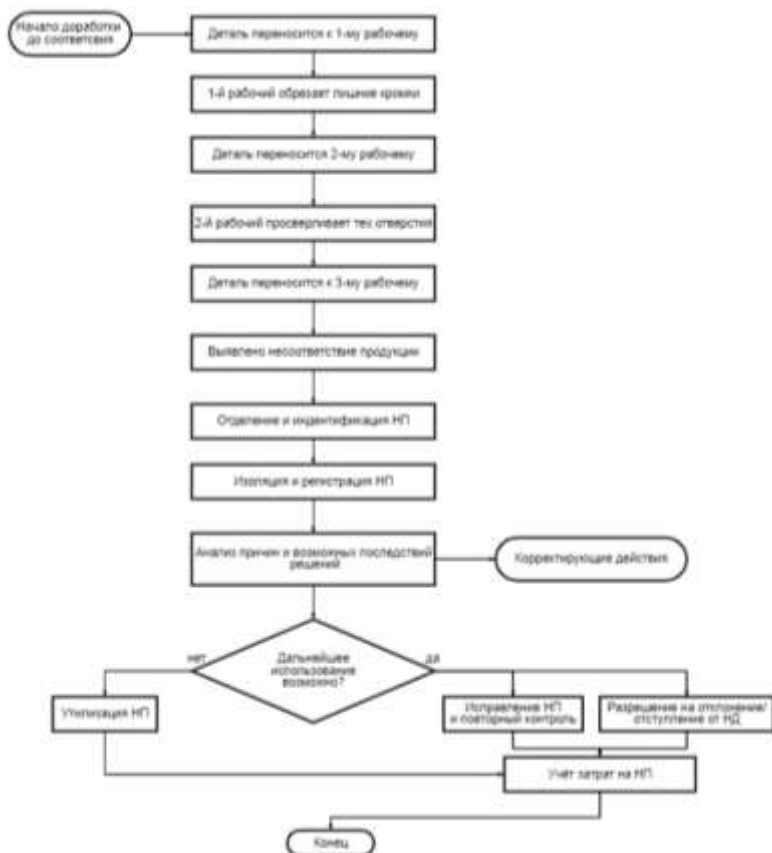 Начало доработки
до соответсвия
Деталь переносится к 1-му рабочему
1-й рабочий обрезает лишние кромки
Деталь переносится 2-му рабочему
2-й рабочий просверливает тех отверстия
Деталь переносится к 3-му рабочему
Выявлено несоответствие продукции
Отделение и индентификация НП
Изоляция и регистрация НП
Анализ причин и возможных последствий
решений
Корректирующие действия
нет
Дальнейшее
использование
возможно?
да
Утилизация НП
Исправление НП
и повторный контроль
Разрешение на отклонение/
отступление от НД
Учёт затрат на НП
Конец